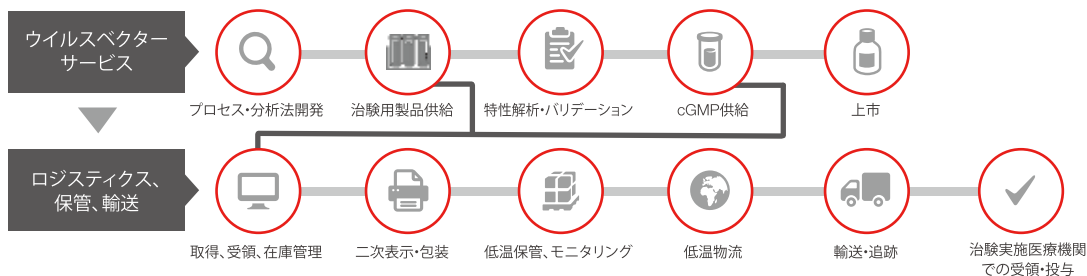 ウイルスベクター
サービス
プロセス・分析法開発
治験用製品供給
特性解析・バリデーション
cGMP供給
上市
ロジスティクス、
保管、輸送
取得、受領、在庫管理
二次表示・包装
低温保管、モニタリング
低温物流
輸送・追跡
治験実施医療機関
での受領・投与